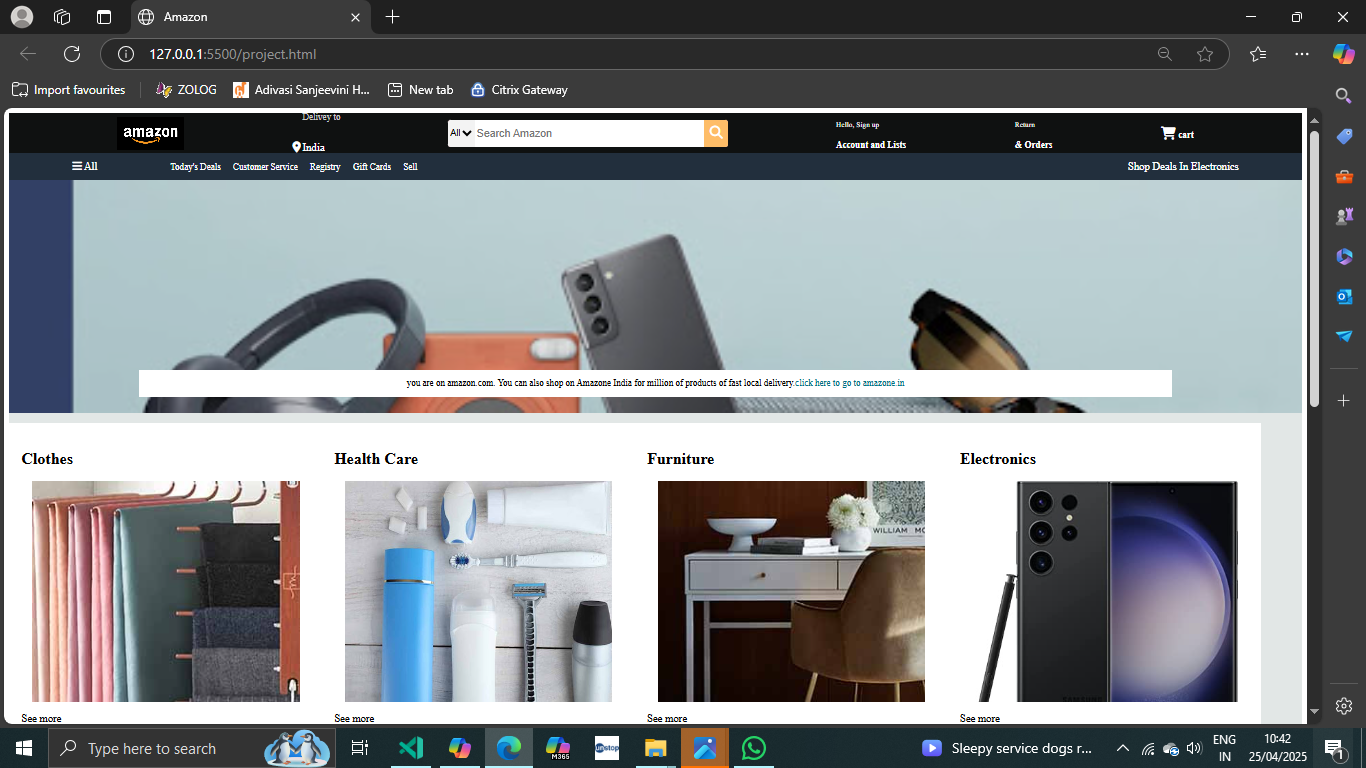 Amazon
127.0.0.1:5500/project.html
Import favourites
ZOLOG
Adivasi Sanjeevini H...
New tab
Citrix Gateway
amazon
Delivey to
India
All
Search Amazon
Hello, Sign up
Account and Lists
Return
& Orders
cart
All
Today's Deals
Customer Service
Registry
Gift Cards
Sell
Shop Deals In Electronics
you are on amazon.com. You can also shop on Amazone India for million of products of fast local delivery.click here to go to amazone.in
Clothes
Health Care
Furniture
Electronics
WILLIAM MO
SAMSUNG
See more
See more
See more
See more
Type here to search
M365
unstop
Sleepy service dogs r...
ENG
IN
10:42
25/04/2025
1